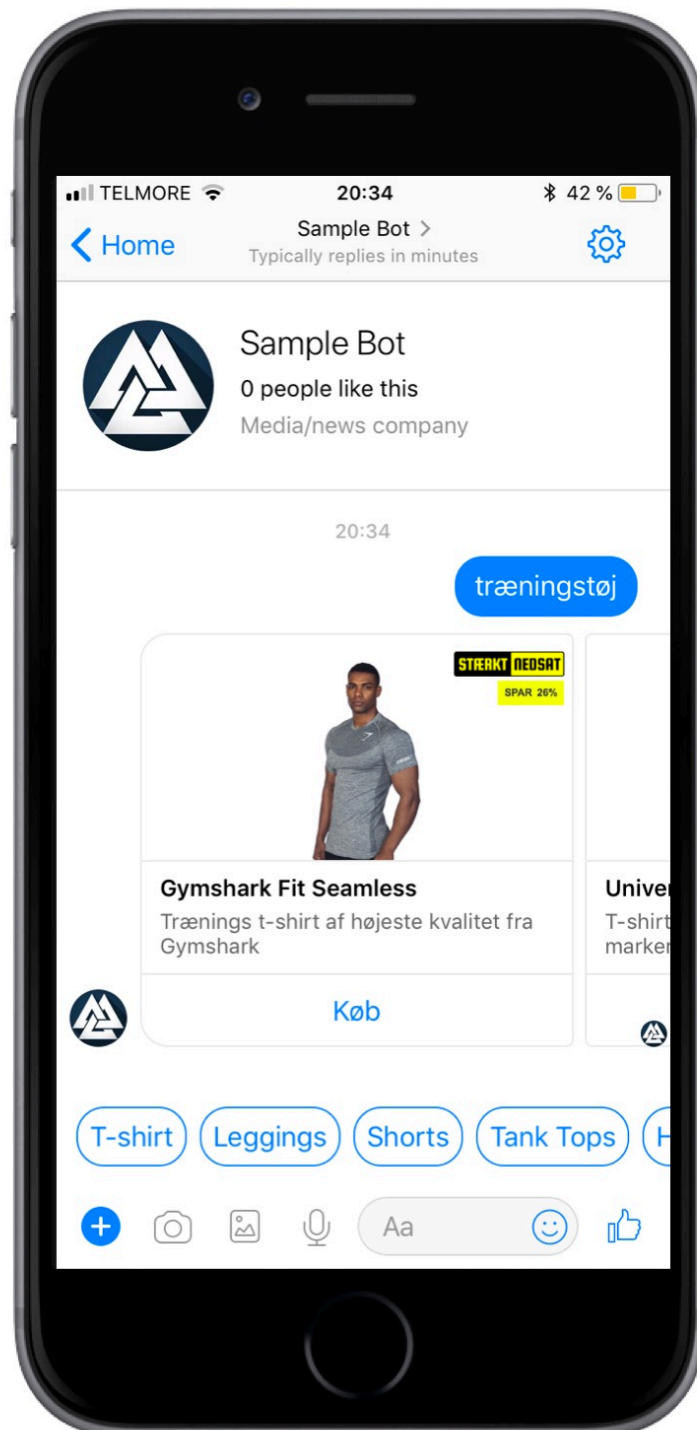 TELMORE 20:34 42 %
Home Sample Bot >
Typically replies in minutes
Sample Bot
0 people like this
Media/news company
20:34
træningstøj
STÆRKT NEDSAT
SPAR 26%
Gymshark Fit Seamless
Trænings t-shirt af højeste kvalitet fra
Gymshark
Køb
T-shirt
T-shirt Leggings Shorts Tank Tops H
Aa